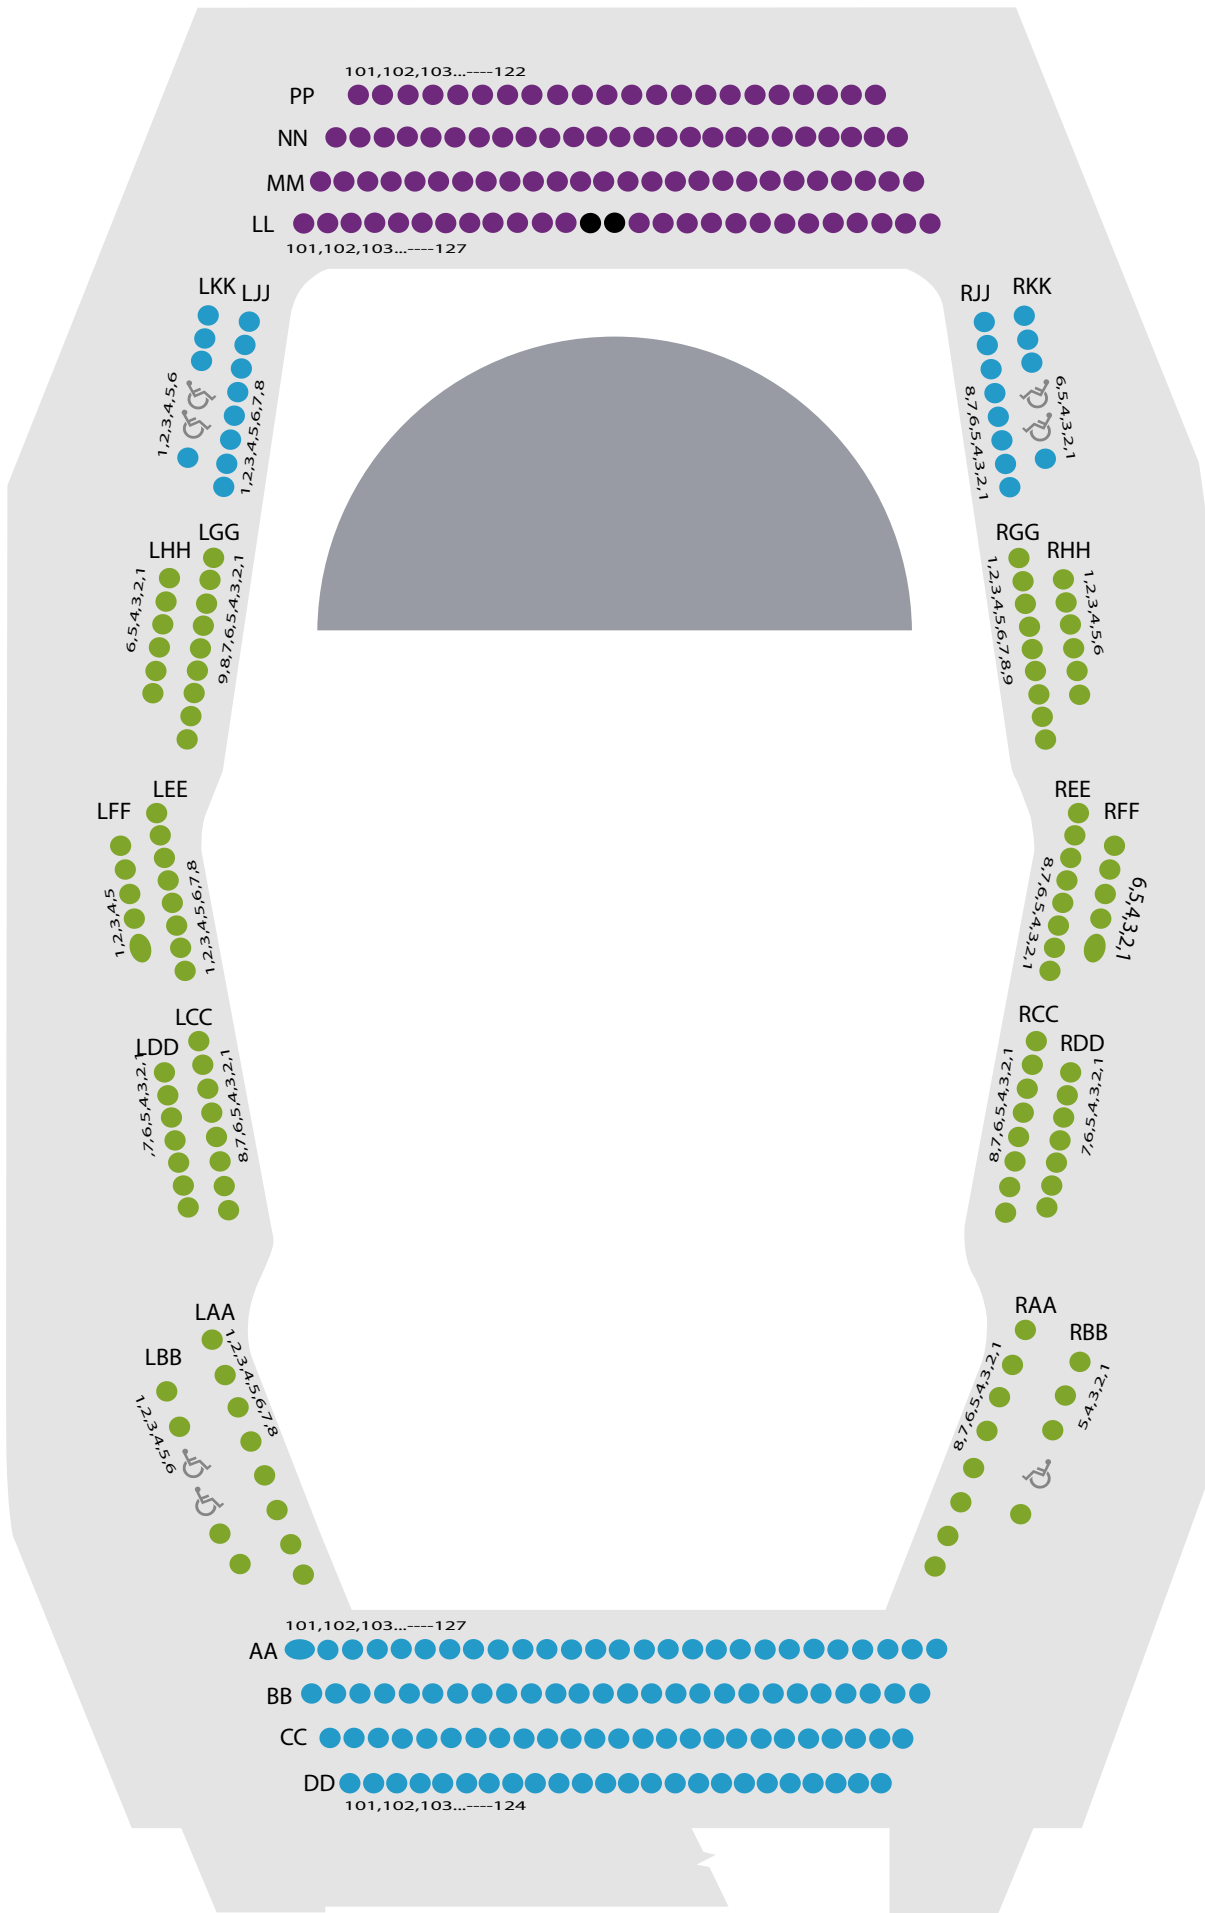 101,102,103...----122
PP
NN
MM
LL
101,102,103...----127
LKK
LJJ
1,2,3,4,5,6
1,2,3,4,5,6,7,8
RJJ
RKK
8,7,6,5,4,3,2,1
6,5,4,3,2,1
LGG
LHH
6,5,4,3,2,1
9,8,7,6,5,4,3,2,1
RGG
RHH
1,2,3,4,5,6,7,8,9
1,2,3,4,5,6
LEE
LFF
1,2,3,4,5
1,2,3,4,5,6,7,8
REE
RFF
8,7,6,5,4,3,2,1
6,5,4,3,2,1
LCC
LDD
,7,6,5,4,3,2,1
8,7,6,5,4,3,2,1
RCC
RDD
8,7,6,5,4,3,2,1
7,6,5,4,3,2,1
LAA
LBB
1,2,3,4,5,6,7,8
1,2,3,4,5,6
RAA
RBB
8,7,6,5,4,3,2,1
5,4,3,2,1
101,102,103...----127
AA
BB
CC
DD
101,102,103...----124